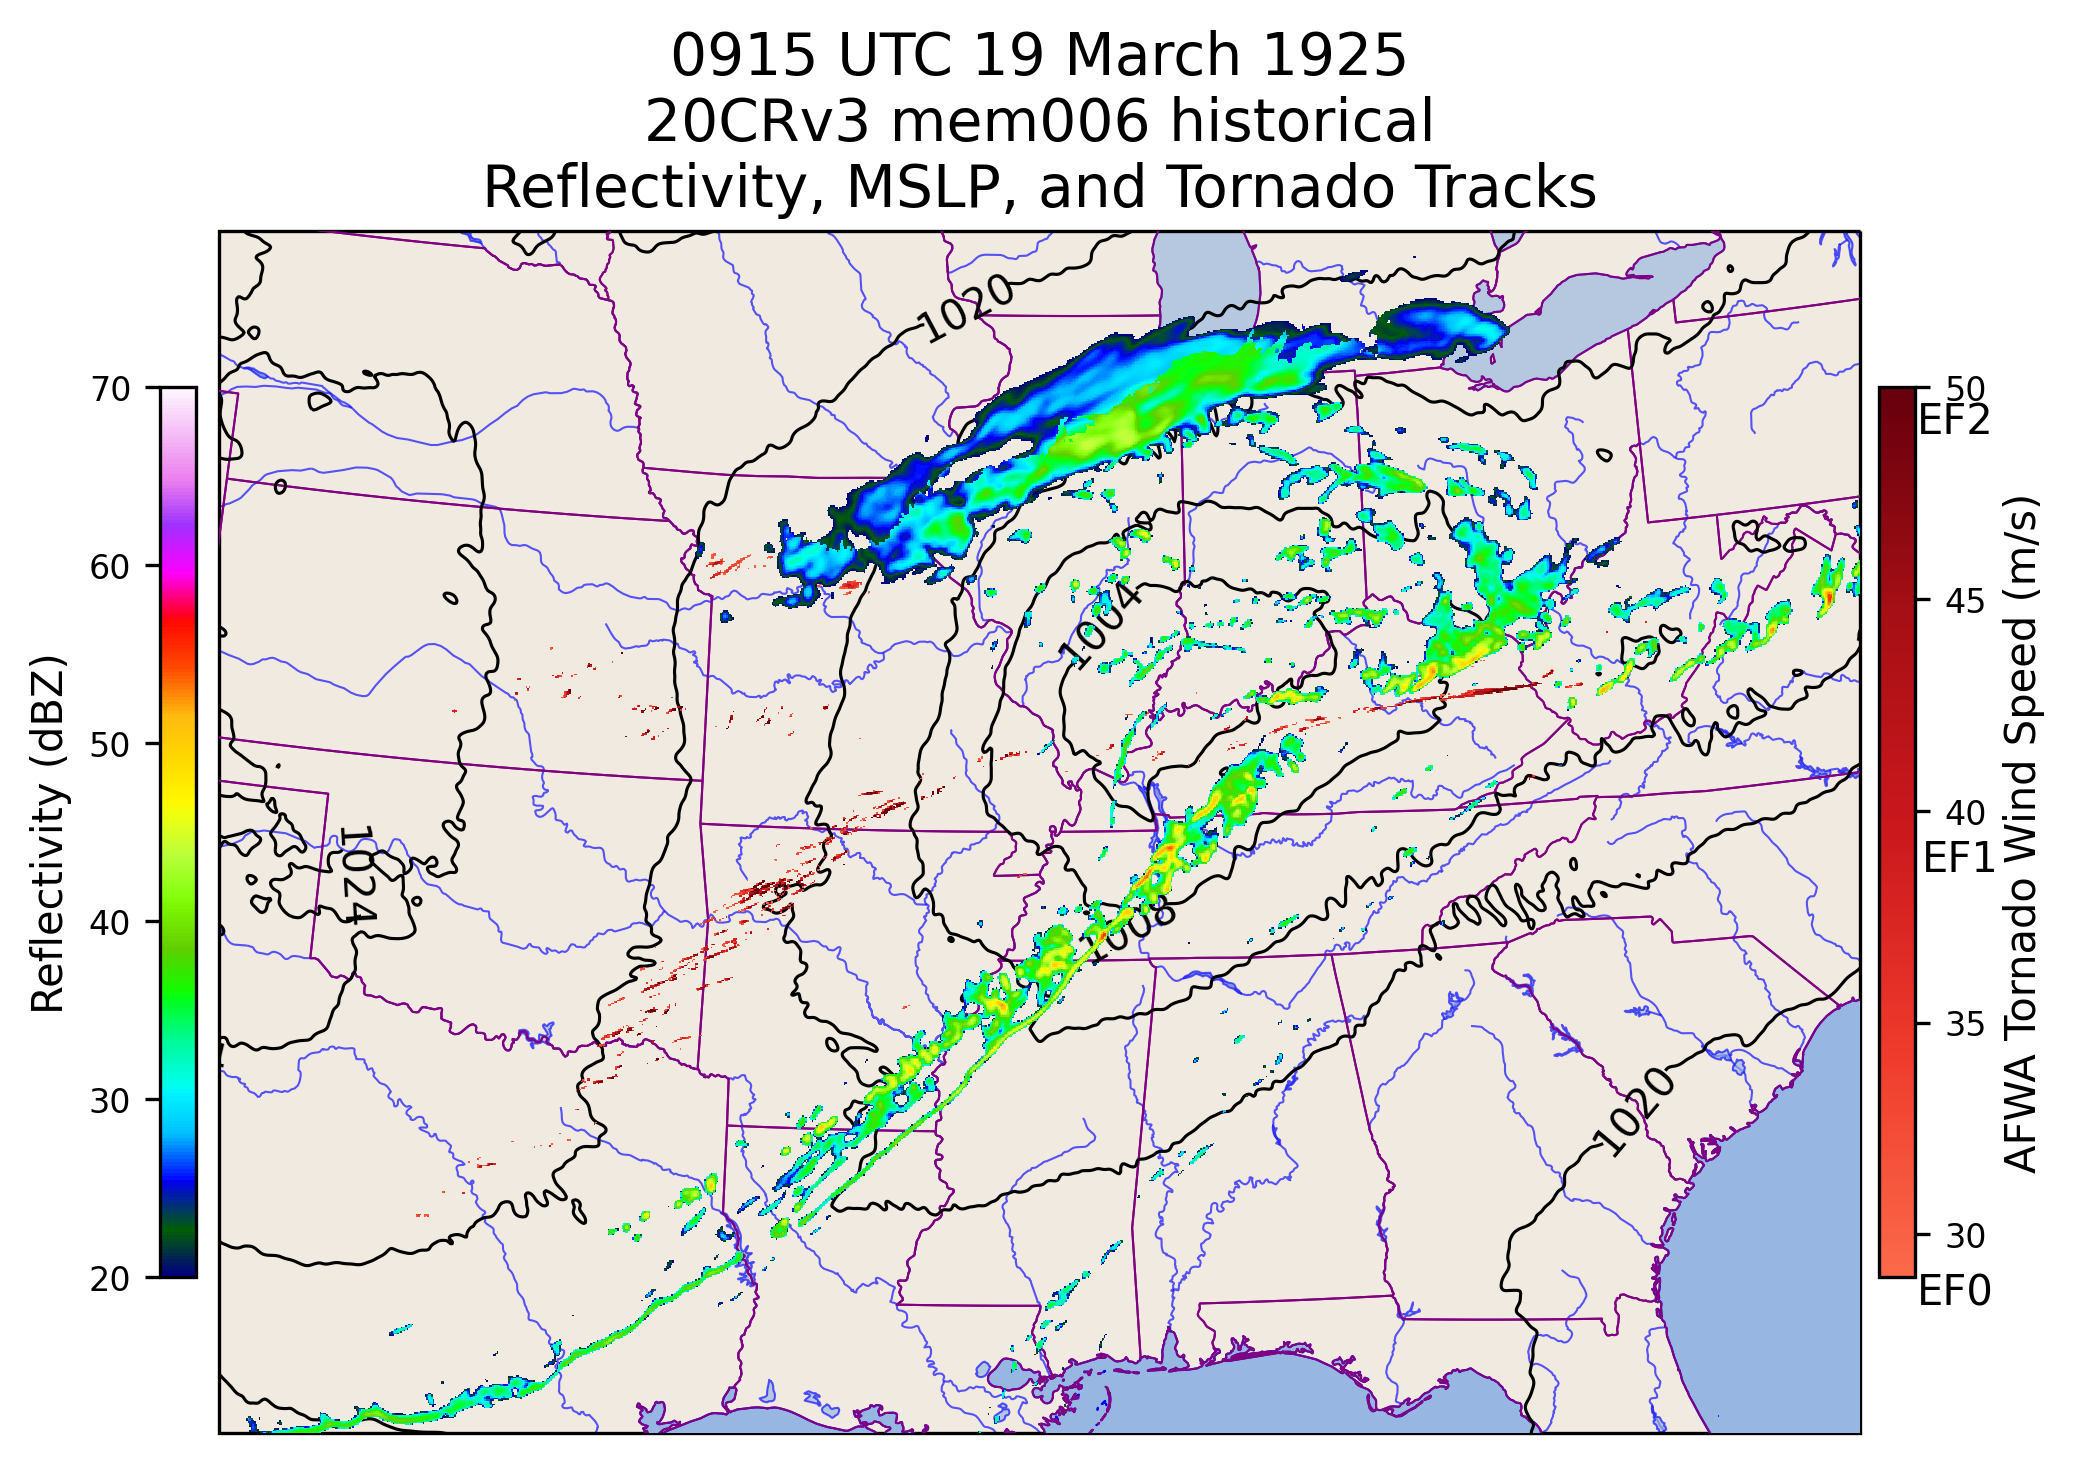 0915 UTC 19 March 1925
20CRv3 mem006 historical
Reflectivity, MSLP, and Tornado Tracks
1020
1004
1024
1008
1020
70
60
50
40
30
20
Reflectivity (dBZ)
50
EF2
45
40
EF1
35
30
EF0
AFWA Tornado Wind Speed (m/s)